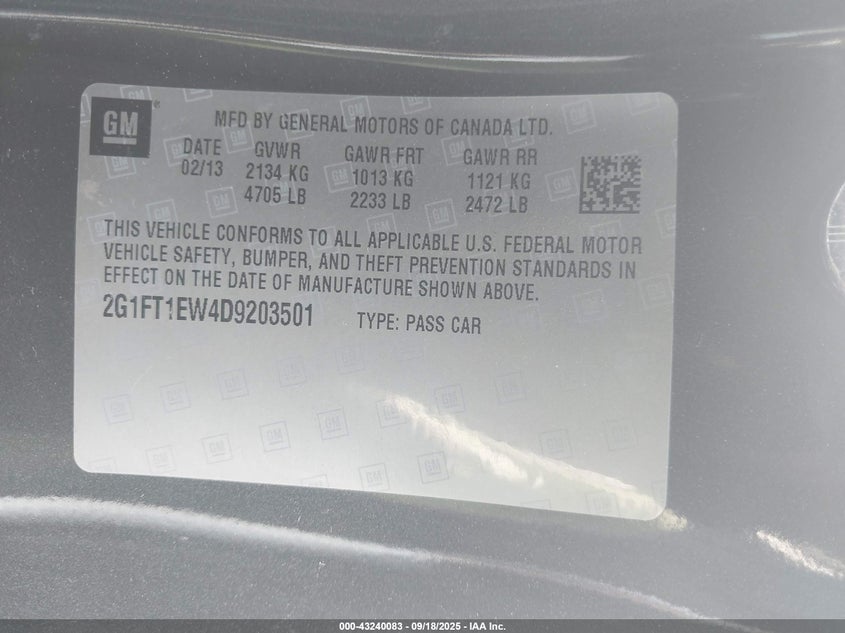 GM
MFD BY GENERAL MOTORS OF CANADA LTD.
DATE GVWR GAWR FRT GAWR RR
02/13 2134 KG 1013 KG 1121 KG
4705 LB 2233 LB 2472 LB
THIS VEHICLE CONFORMS TO ALL APPLICABLE U.S. FEDERAL MOTOR
VEHICLE SAFETY, BUMPER, AND THEFT PREVENTION STANDARDS IN
EFFECT ON THE DATE OF MANUFACTURE SHOWN ABOVE.
2G1FT1EW4D9203501 TYPE: PASS CAR
000-43240083 - 09/18/2025 - IAA Inc.